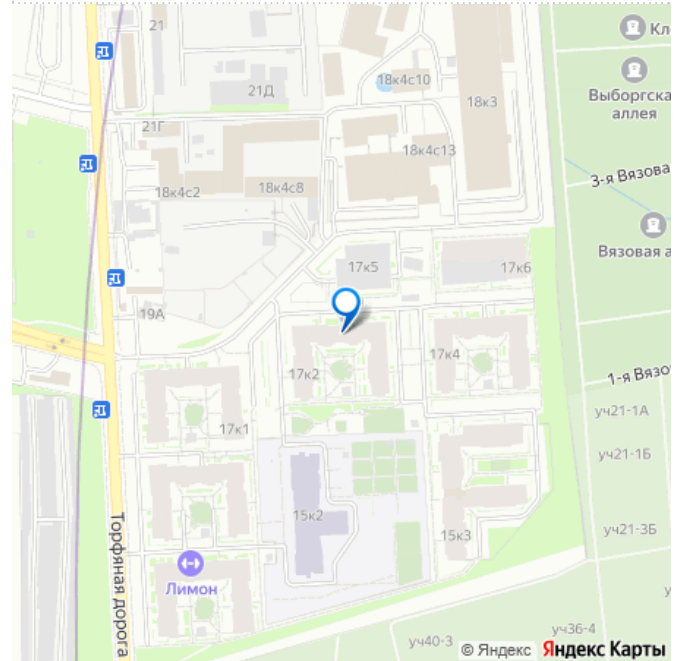 21
Кл
18к4с10
21Д
Выборгска
аллея
18к3
21Г
18к4с13
3-я Вязова
18к4с2
18к4с8
Вязовая а
17к5
17к6
19А
17к4
17к2
1-я Вязо
уч21-1А
17к1
уч21-1Б
15к2
15к3
уч21-3Б
Торфяная дорога
Лимон
уч36-4
уч40-3
© Яндекс Яндекс Карты